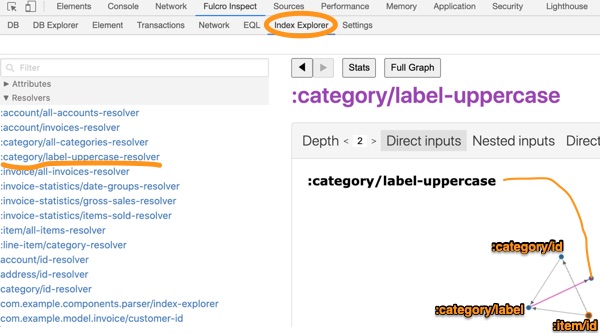 Elements Console Fulcro Inspect Sources Performance Memory Application Security Lighthouse
DB DB Explorer Element Transactions Network EQL Index Explorer Settings
Filter
Stats
Full Graph
▶ Attributes
▼ Resolvers
:account/all-accounts-resolver
:account/invoices-resolver
:category/all-categories-resolver
:category/label-uppercase-resolver
:invoice/all-invoices-resolver
:invoice-statistics/date-groups-resolver
:invoice-statistics/gross-sales-resolver
:invoice-statistics/items-sold-resolver
:item/all-items-resolver
:line-item/category-resolver
account/id-resolver
address/id-resolver
category/id-resolver
com.example.components.parser/index-explorer
com.example.model.invoice/customer-id
:category/label-uppercase
Depth < 2 > Direct inputs Nested inputs Direct
:category/label-uppercase
:category/id
:category/label
:item/id